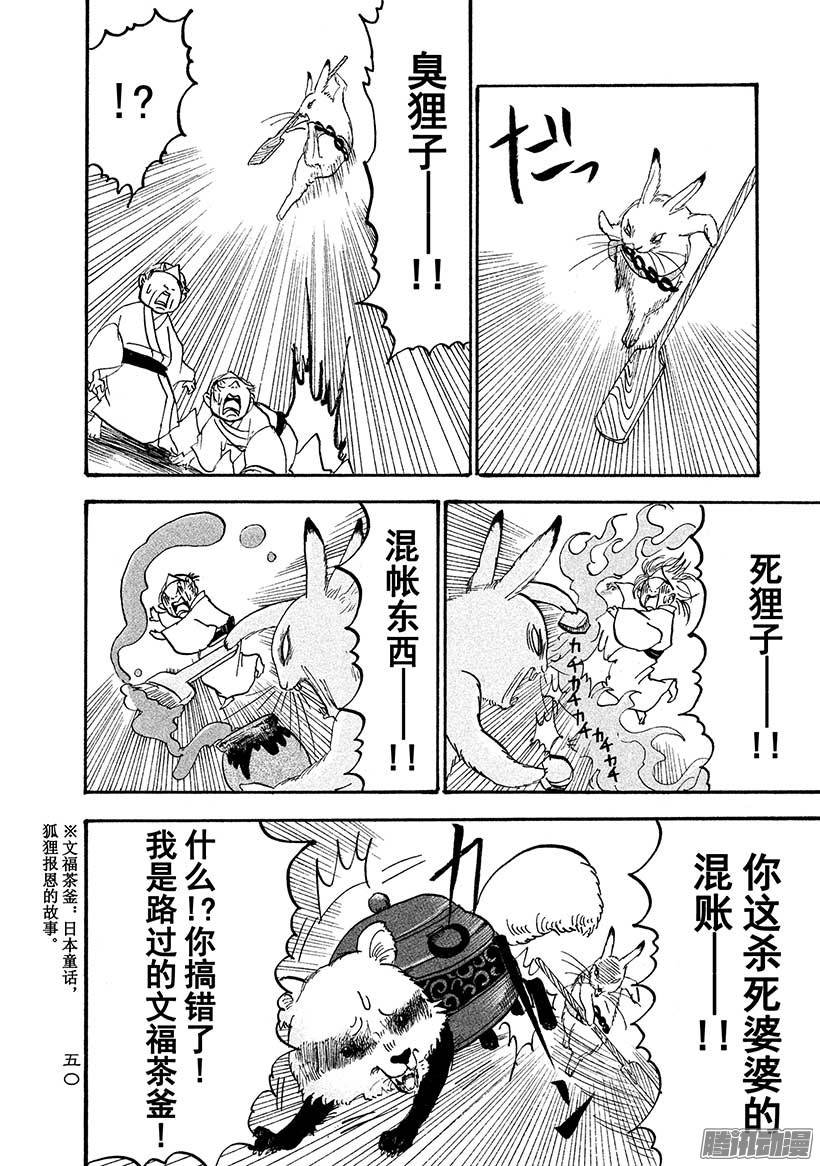 だっ
臭狸子——!!
!?
死狸子——!!
カチカチ
カチカチ
カチカチ
混帐东西——!!
你这杀死婆婆的
混账——!!
什么!?你搞错了!
我是路过的文福茶釜!
※文福茶釜:日本童话,
狐狸报恩的故事。
五〇
腾讯动漫